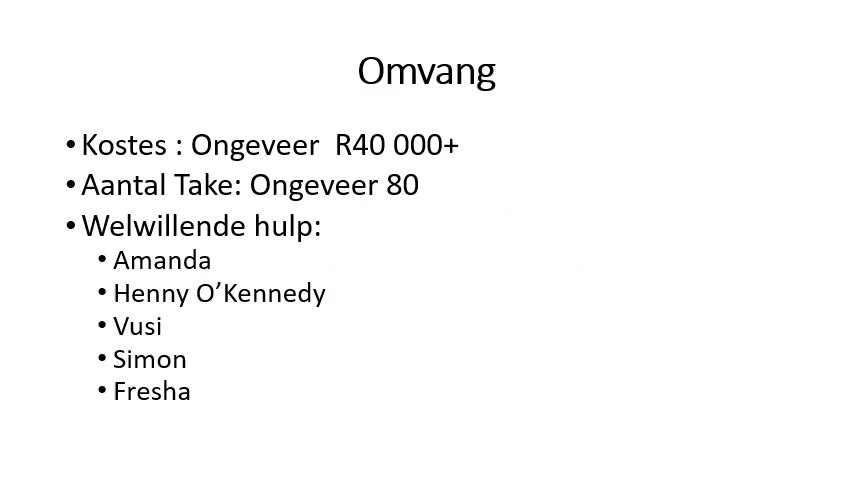 Omvang
• Kostes : Ongeveer  R40 000+
• Aantal Take: Ongeveer 80
• Welwillende hulp:
• Amanda
• Henny O’Kennedy
• Vusi
• Simon
• Fresha